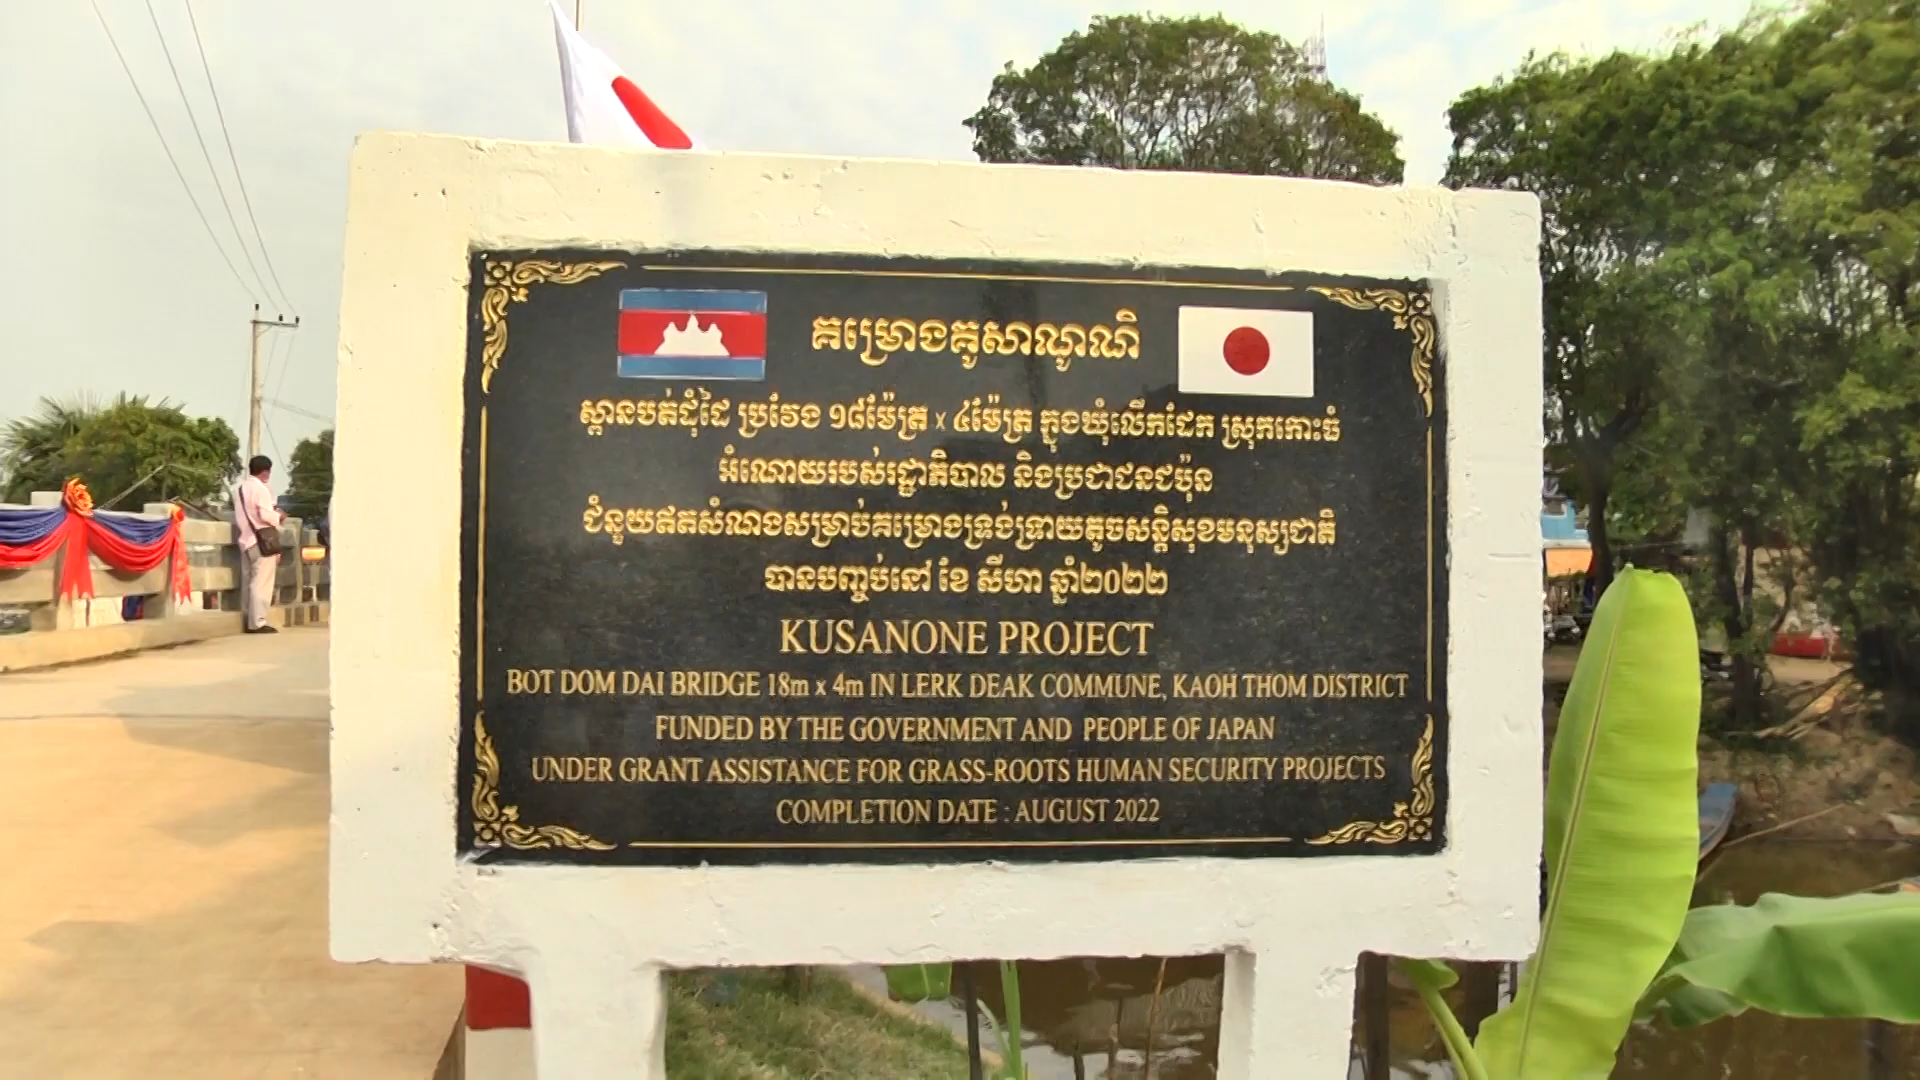 គម្រោងគូសាណូណិ
ស្ពានបត់ដុំដៃ ប្រវែង ១៨ម៉ែត្រ x ៤ម៉ែត្រ ក្នុងឃុំលើកដែក ស្រុកកោះធំ
អំណោយរបស់រដ្ឋាភិបាល និងប្រជាជនជប៉ុន
ជំនួយឥតសំណងសម្រាប់គម្រោងទ្រង់ទ្រាយតូចសន្តិសុខមនុស្សជាតិ
បានបញ្ចប់នៅ ខែ សីហា ឆ្នាំ២០២២
KUSANONE PROJECT
BOT DOM DAI BRIDGE 18m x 4m IN LERK DEAK COMMUNE, KAOH THOM DISTRICT
FUNDED BY THE GOVERNMENT AND PEOPLE OF JAPAN
UNDER GRANT ASSISTANCE FOR GRASS-ROOTS HUMAN SECURITY PROJECTS
COMPLETION DATE : AUGUST 2022